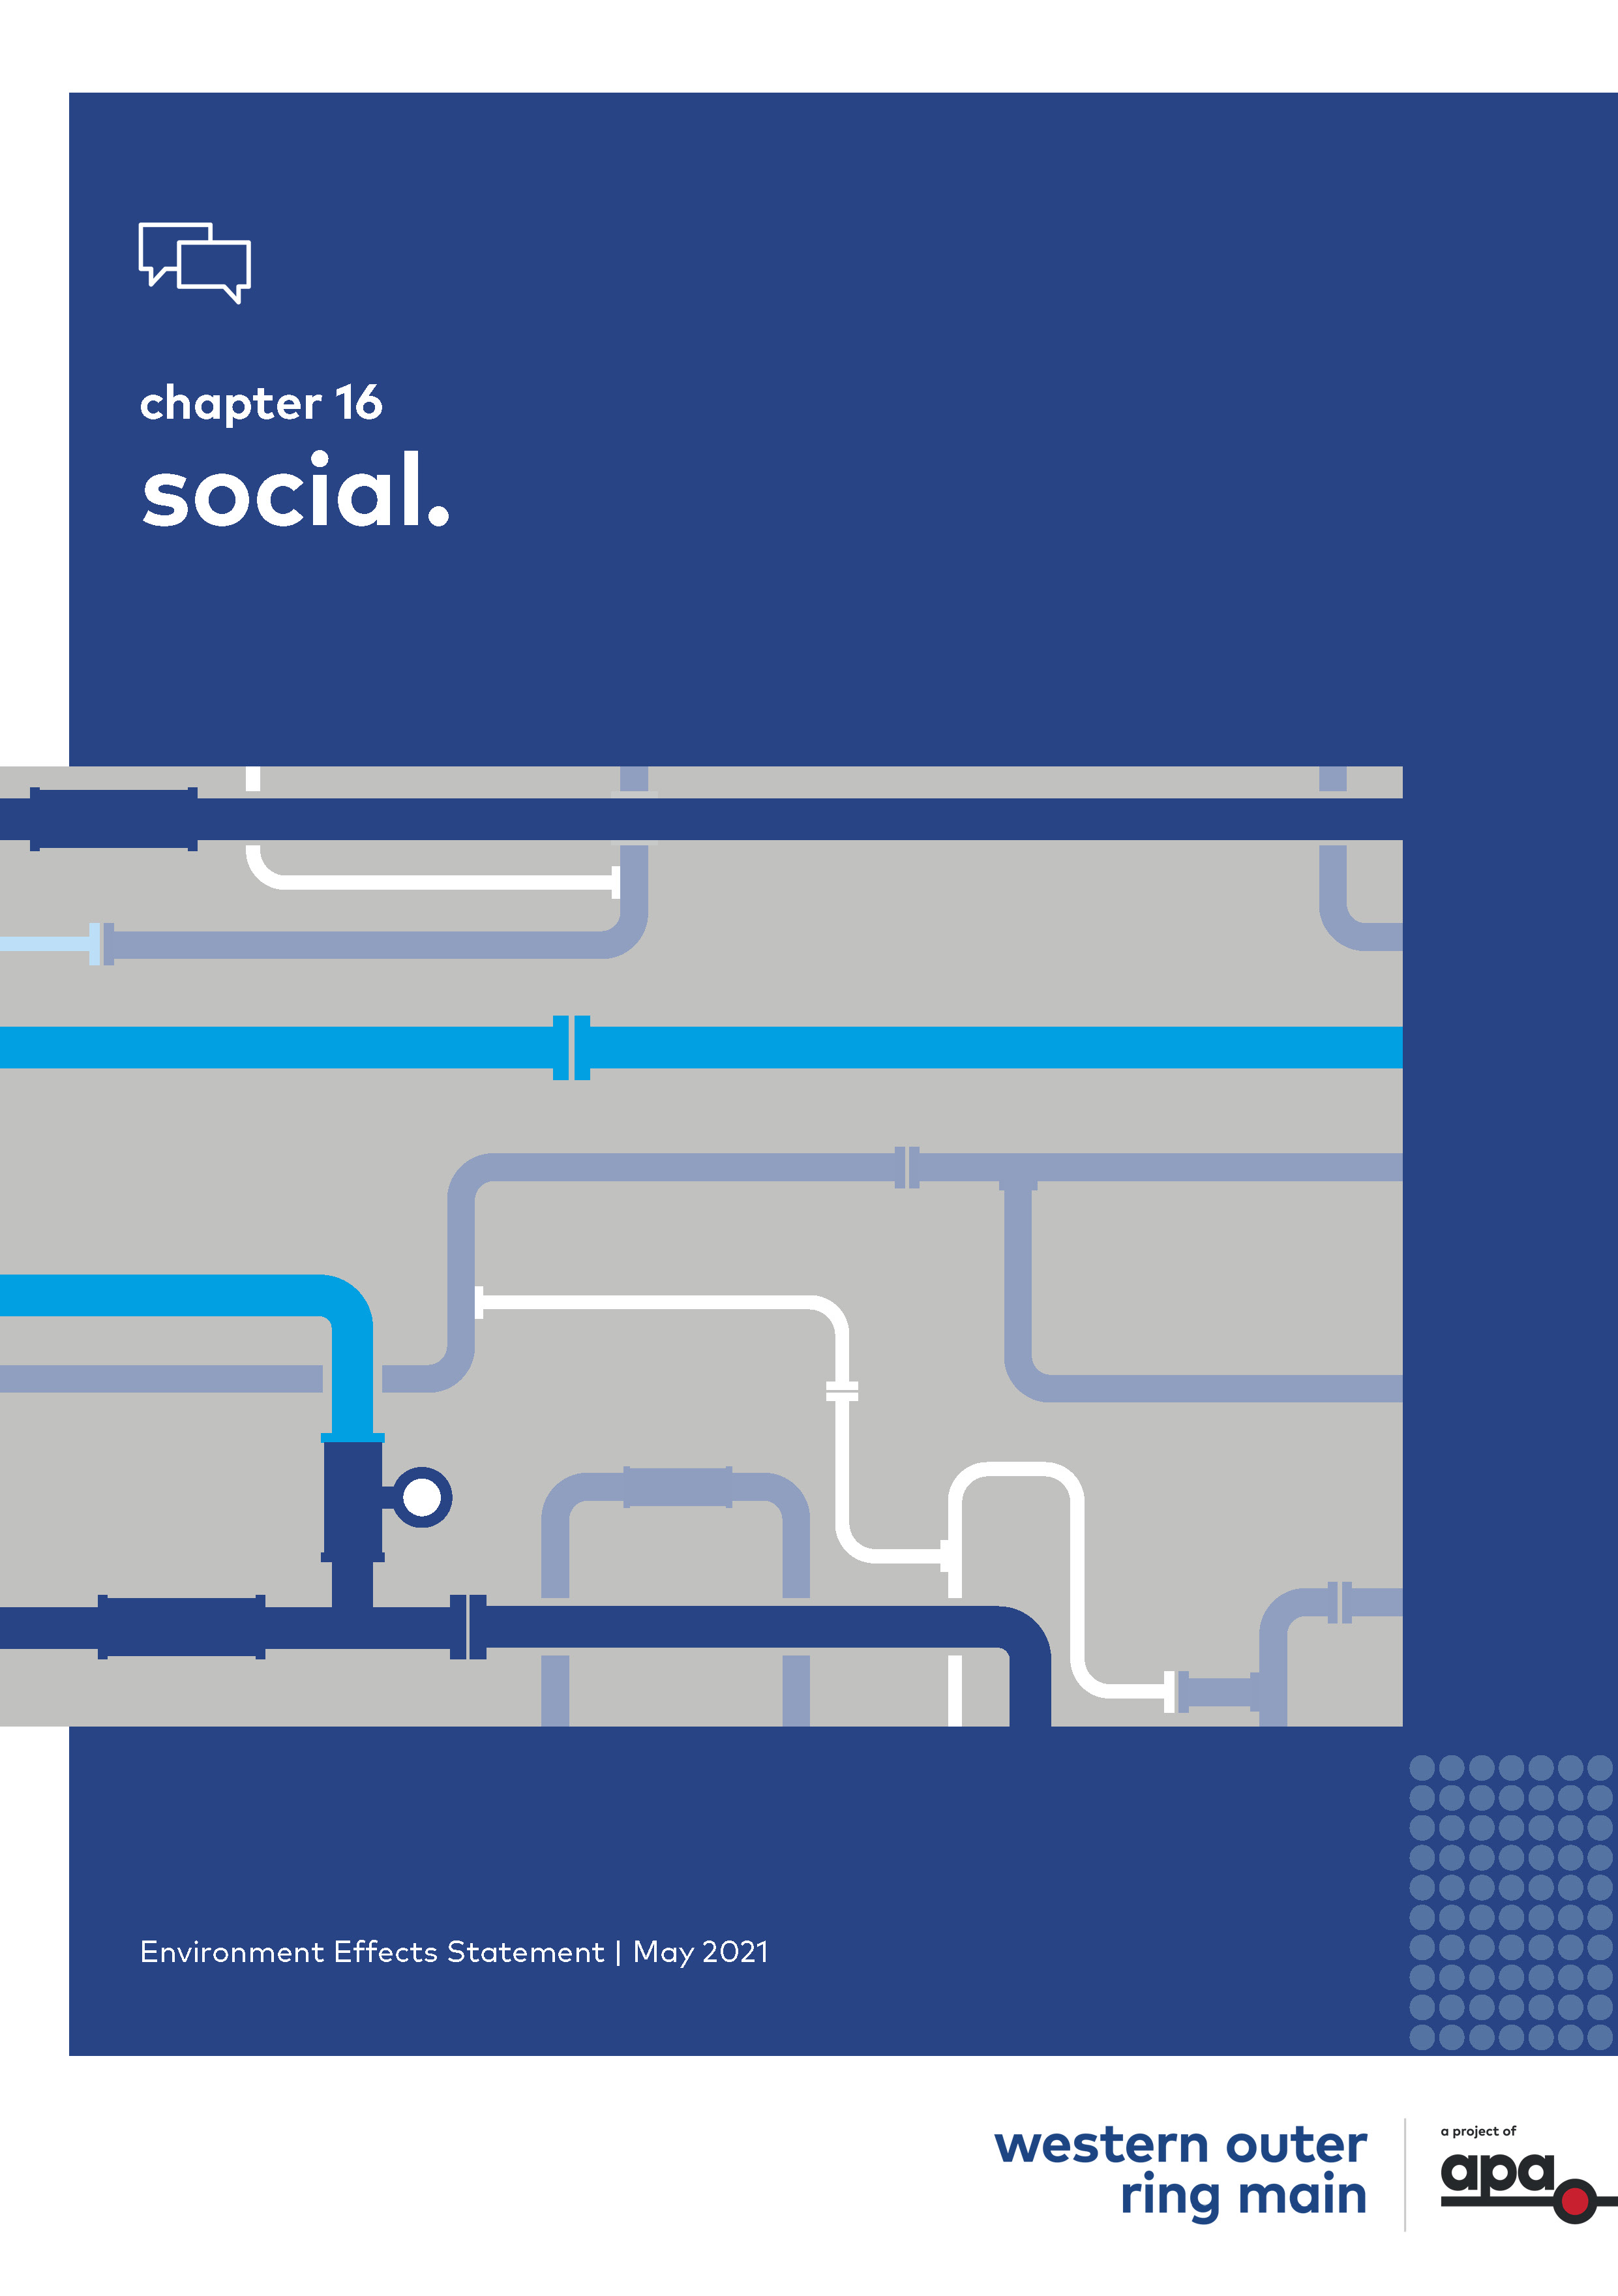 chapter 16
social.
Environment Effects Statement | May 2021
western outer
ring main
a project of
apa